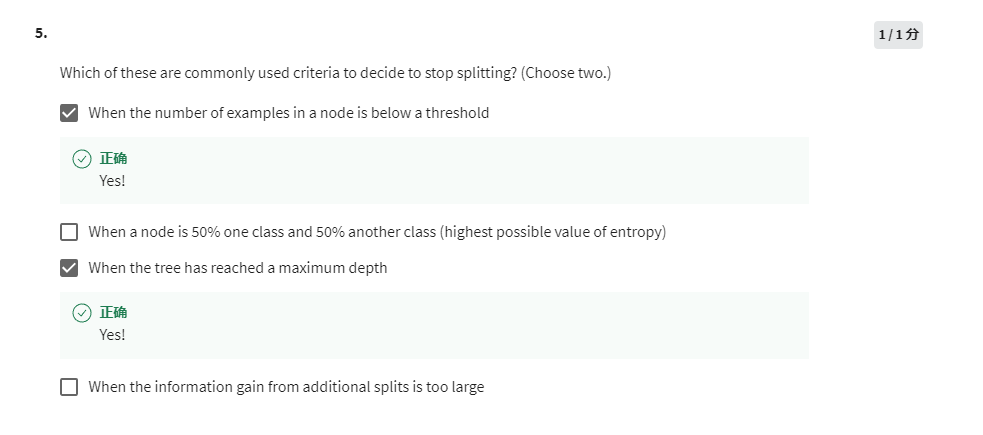 5.
1 / 1 分
Which of these are commonly used criteria to decide to stop splitting? (Choose two.)
When the number of examples in a node is below a threshold
正确
Yes!
When a node is 50% one class and 50% another class (highest possible value of entropy)
When the tree has reached a maximum depth
正确
Yes!
When the information gain from additional splits is too large